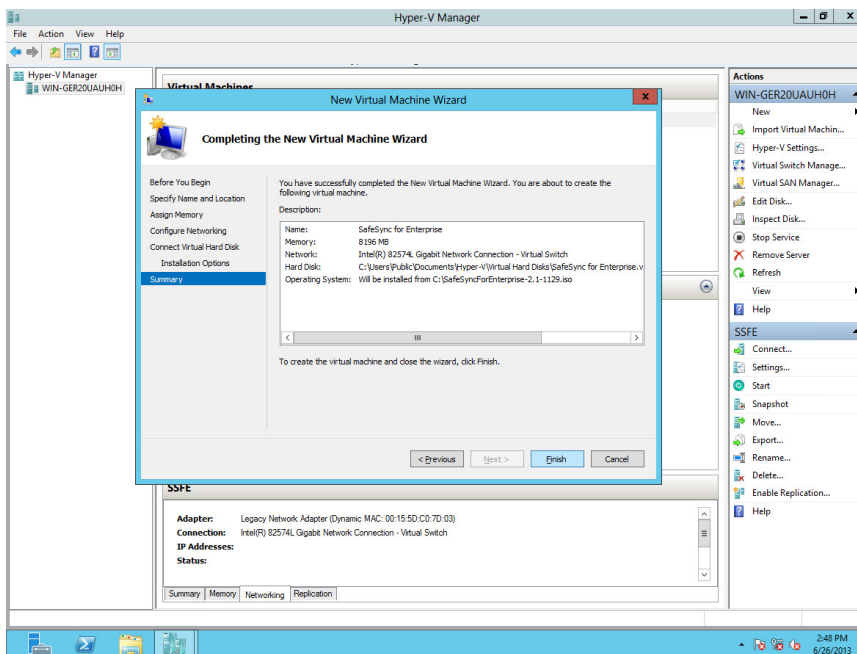 Hyper-V Manager
File Action View Help
Hyper-V Manager
WIN-GER20UAUH0H
Virtual Machines
New Virtual Machine Wizard
Completing the New Virtual Machine Wizard
Before You Begin
Specify Name and Location
Assign Memory
Configure Networking
Connect Virtual Hard Disk
Installation Options
Summary
You have successfully completed the New Virtual Machine Wizard. You are about to create the
following virtual machine.
Description:
Name: SafeSync for Enterprise
Memory: 8196 MB
Network: Intel(R) 82574L Gigabit Network Connection - Virtual Switch
Hard Disk: C:\Users\Public\Documents\Hyper-V\Virtual Hard Disks\SafeSync for Enterprise.v
Operating System: Will be installed from C:\SafeSyncForEnterprise-2.1-1129.iso
To create the virtual machine and close the wizard, click Finish.
< Previous Next > Finish Cancel
SSFE
Adapter: Legacy Network Adapter (Dynamic MAC: 00:15:5D:C0:7D:03)
Connection: Intel(R) 82574L Gigabit Network Connection - Virtual Switch
IP Addresses:
Status:
Summary Memory Networking Replication
Actions
WIN-GER20UAUH0H
New
Import Virtual Machin...
Hyper-V Settings...
Virtual Switch Manage...
Virtual SAN Manager...
Edit Disk...
Inspect Disk...
Stop Service
Remove Server
Refresh
View
Help
SSFE
Connect...
Settings...
Start
Snapshot
Move...
Export...
Rename...
Delete...
Enable Replication...
Help
2:48 PM
6/26/2013